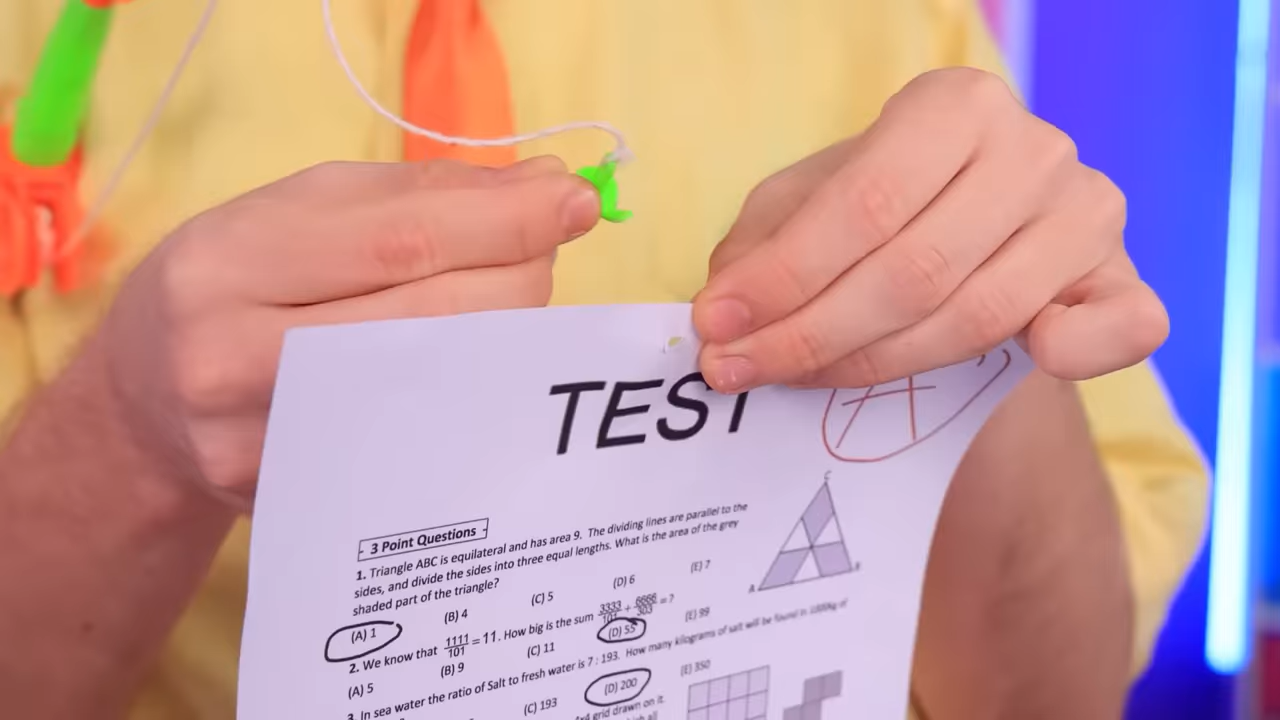 TEST
A
C
3 Point Questions
1. Triangle ABC is equilateral and has area 9. The dividing lines are parallel to the
sides, and divide the sides into three equal lengths. What is the area of the grey
shaded part of the triangle?
A B
(A) 1 (B) 4 (C) 5 (D) 6 (E) 7
2. We know that 1111/101 = 11. How big is the sum 3333/101 + 6666/303 = ?
(A) 5 (B) 9 (C) 11 (D) 55 (E) 99
3. In sea water the ratio of Salt to fresh water is 7 : 193. How many kilograms of salt will be found in 1000kg of
(C) 193 (D) 200 (E) 350
4x4 grid drawn on it.